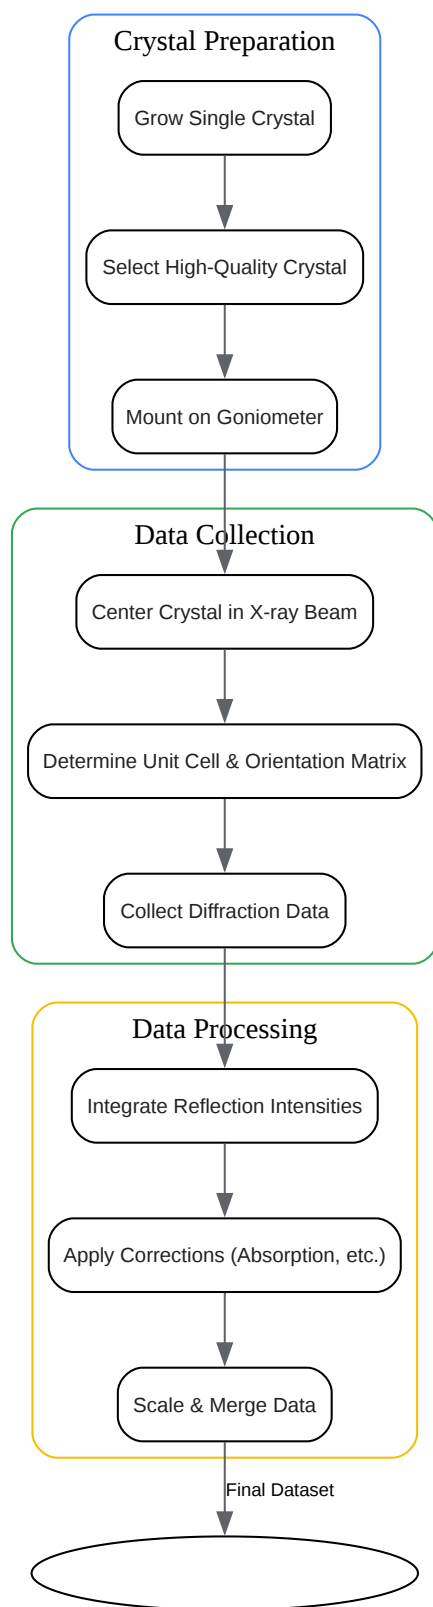 Crystal Preparation
Grow Single Crystal
Select High-Quality Crystal
Mount on Goniometer
Data Collection
Center Crystal in X-ray Beam
Determine Unit Cell & Orientation Matrix
Collect Diffraction Data
Data Processing
Integrate Reflection Intensities
Apply Corrections (Absorption, etc.)
Scale & Merge Data
Final Dataset